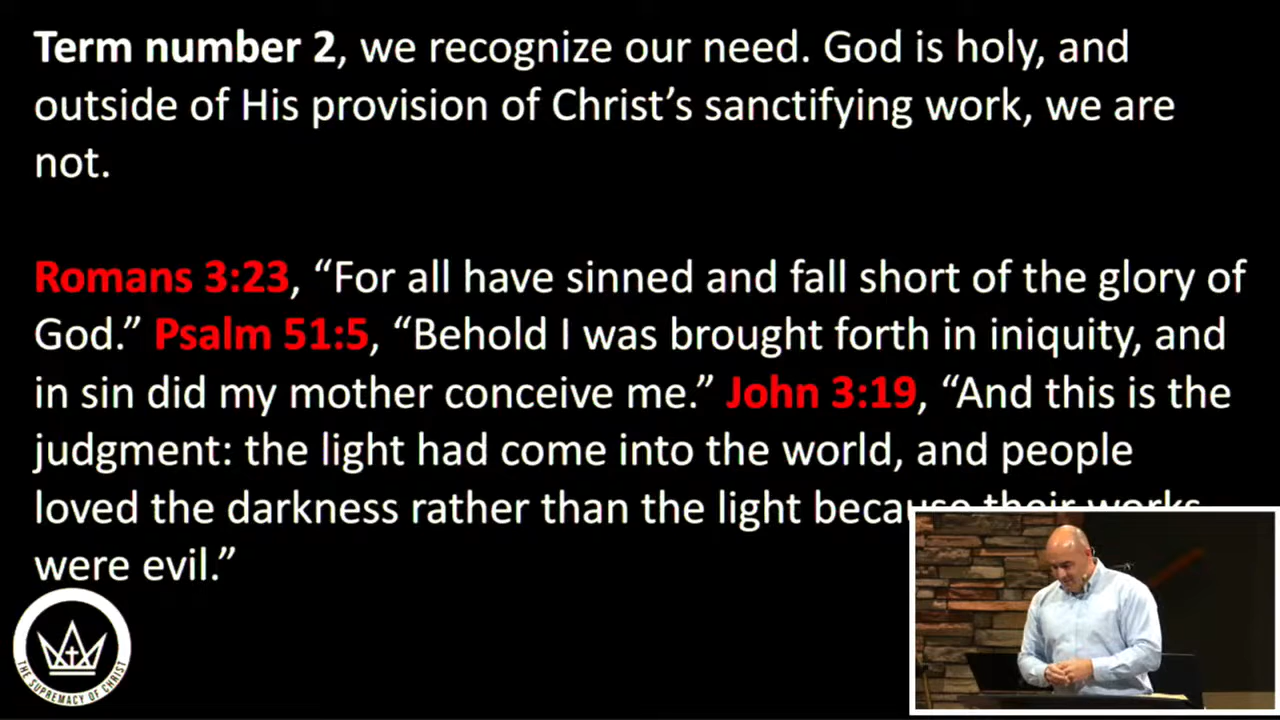 Term number 2, we recognize our need. God is holy, and
outside of His provision of Christ’s sanctifying work, we are
not.
Romans 3:23, “For all have sinned and fall short of the glory of
God.” Psalm 51:5, “Behold I was brought forth in iniquity, and
in sin did my mother conceive me.” John 3:19, “And this is the
judgment: the light had come into the world, and people
loved the darkness rather than the light because their works
were evil.”
THE SUPREMACY OF CHRIST